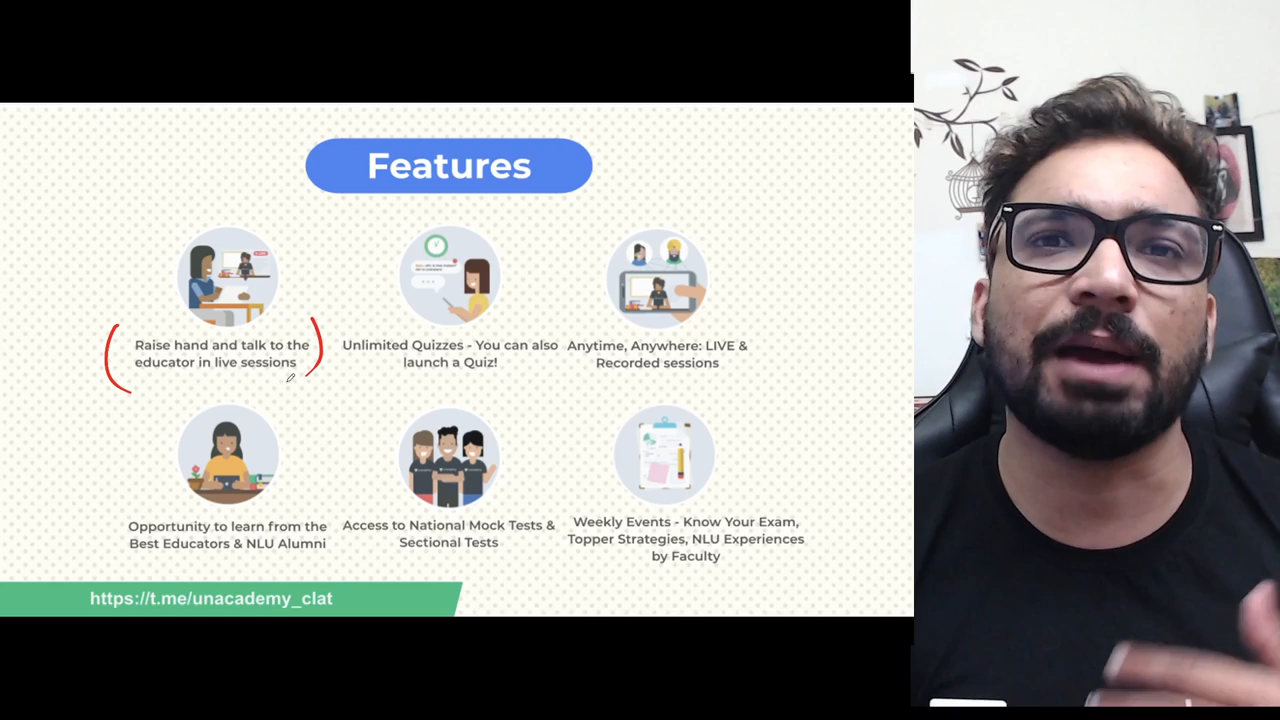 Features
Raise hand and talk to the
educator in live sessions
Unlimited Quizzes - You can also
launch a Quiz!
Anytime, Anywhere: LIVE &
Recorded sessions
Opportunity to learn from the
Best Educators & NLU Alumni
Access to National Mock Tests &
Sectional Tests
Weekly Events - Know Your Exam,
Topper Strategies, NLU Experiences
by Faculty
https://t.me/unacademy_clat